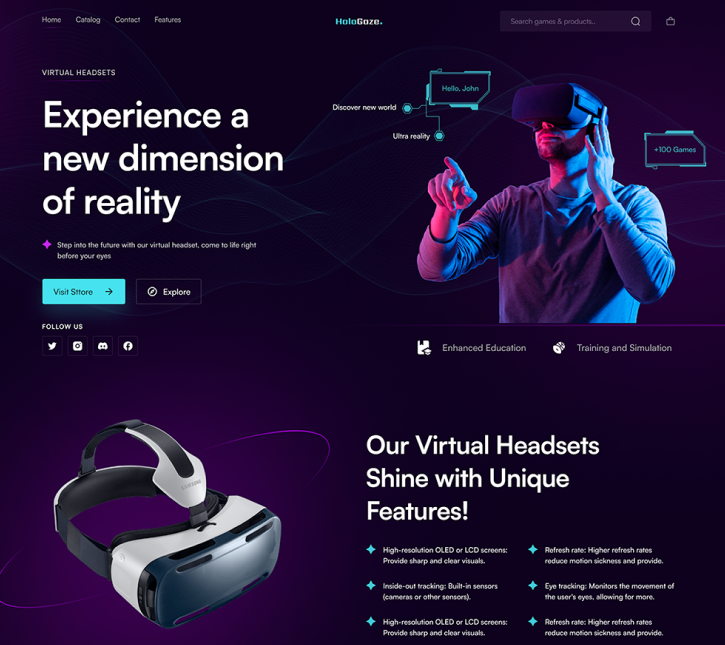 Home Catalog Contact Features
HoloGaze.
Search games & products..
VIRTUAL HEADSETS
Experience a
new dimension
of reality
Step into the future with our virtual headset, come to life right
before your eyes
Visit Sttore
Explore
FOLLOW US
Hello, John
Discover new world
Ultra reality
+100 Games
Enhanced Education
Training and Simulation
SAMSUNG
Our Virtual Headsets
Shine with Unique
Features!
High-resolution OLED or LCD screens:
Provide sharp and clear visuals.
Refresh rate: Higher refresh rates
reduce motion sickness and provide.
Inside-out tracking: Built-in sensors
(cameras or other sensors).
Eye tracking: Monitors the movement of
the user's eyes, allowing for more.
High-resolution OLED or LCD screens:
Provide sharp and clear visuals.
Refresh rate: Higher refresh rates
reduce motion sickness and provide.